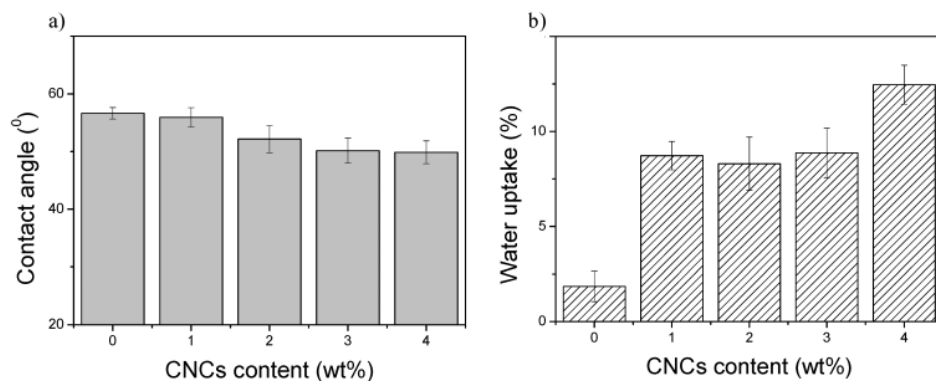 a)
Contact angle (⁰)
60
40
20
0 1 2 3 4
CNCs content (wt%)
b)
Water uptake (%)
10
5
0
0 1 2 3 4
CNCs content (wt%)